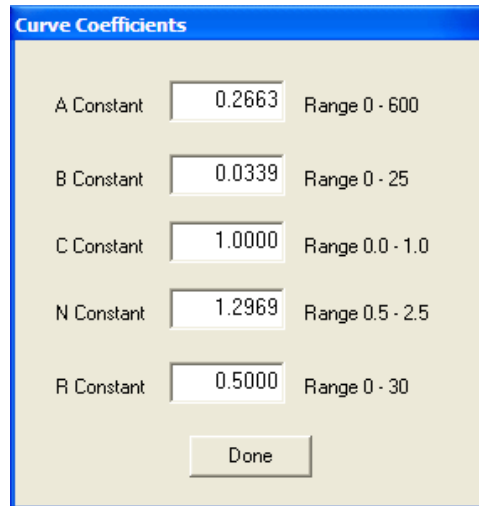 Curve Coefficients
A Constant 0.2663 Range 0 - 600
B Constant 0.0339 Range 0 - 25
C Constant 1.0000 Range 0.0 - 1.0
N Constant 1.2969 Range 0.5 - 2.5
R Constant 0.5000 Range 0 - 30
Done